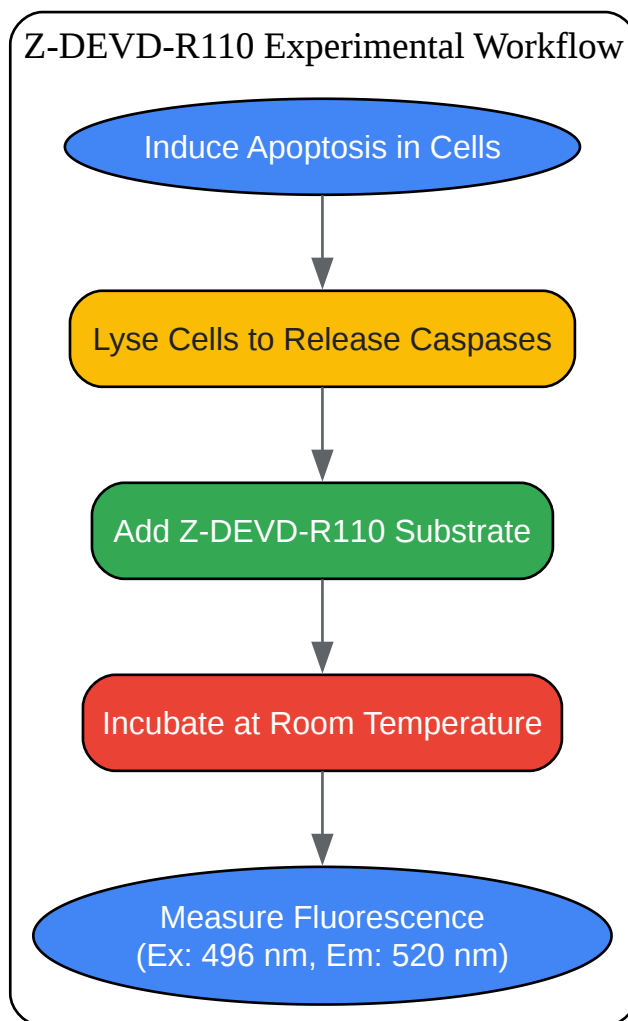 Z-DEVD-R110 Experimental Workflow
Induce Apoptosis in Cells
Lyse Cells to Release Caspases
Add Z-DEVD-R110 Substrate
Incubate at Room Temperature
Measure Fluorescence
(Ex: 496 nm, Em: 520 nm)